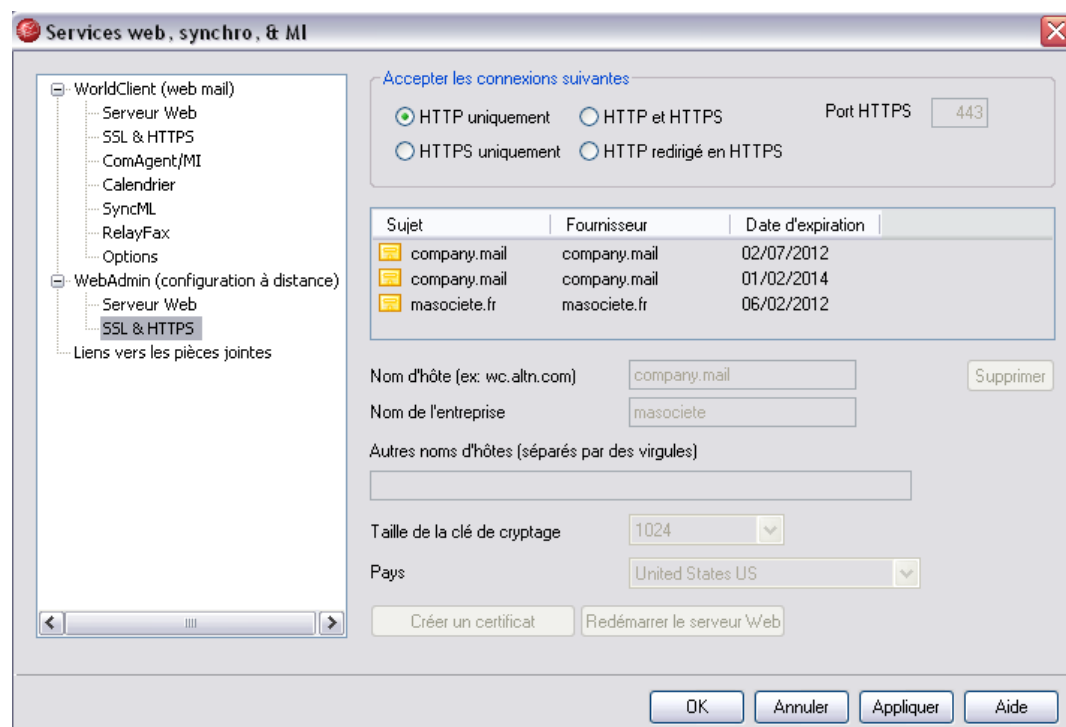 Services web, synchro, & MI
WorldClient (web mail)
Serveur Web
SSL & HTTPS
ComAgent/MI
Calendrier
SyncML
RelayFax
Options
WebAdmin (configuration à distance)
Serveur Web
SSL & HTTPS
Liens vers les pièces jointes
Accepter les connexions suivantes
HTTP uniquement HTTP et HTTPS Port HTTPS 443
HTTPS uniquement HTTP redirigé en HTTPS
Sujet Fournisseur Date d'expiration
company.mail company.mail 02/07/2012
company.mail company.mail 01/02/2014
masociete.fr masociete.fr 06/02/2012
Nom d'hôte (ex: wc.altn.com) company.mail Supprimer
Nom de l'entreprise masociete
Autres noms d'hôtes (séparés par des virgules)
Taille de la clé de cryptage 1024
Pays United States US
Créer un certificat Redémarrer le serveur Web
OK Annuler Appliquer Aide